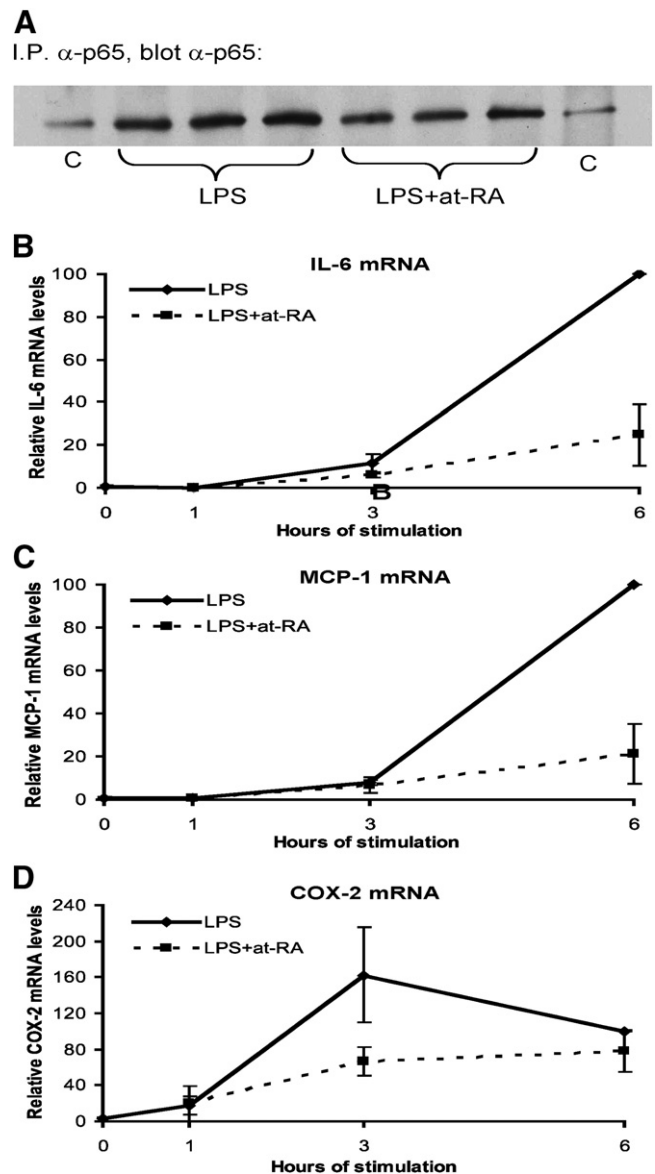 A
I.P. α-p65, blot α-p65:
C
LPS
LPS+at-RA
C
B
IL-6 mRNA
Relative IL-6 mRNA levels
100
80
60
40
20
0
LPS
LPS+at-RA
B
0 1 3 6
Hours of stimulation
C
MCP-1 mRNA
Relative MCP-1 mRNA levels
100
80
60
40
20
0
LPS
LPS+at-RA
0 1 3 6
Hours of stimulation
D
COX-2 mRNA
Relative COX-2 mRNA levels
240
200
160
120
80
40
0
LPS
LPS+at-RA
0 1 3 6
Hours of stimulation